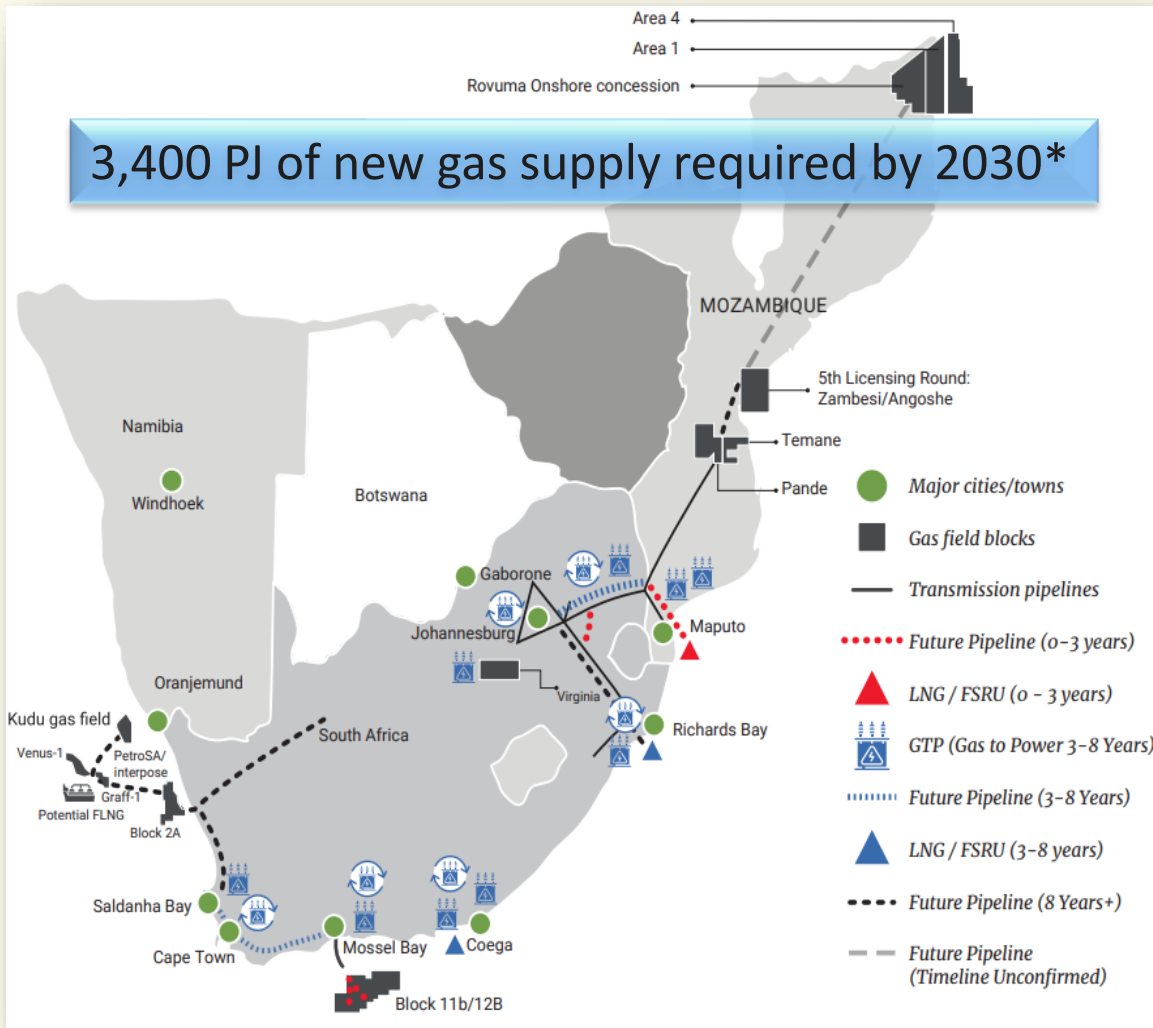 Area 4
Area 1
Rovuma Onshore concession
3,400 PJ of new gas supply required by 2030*
MOZAMBIQUE
5th Licensing Round:
Zambesi/Angoshe
Temane
Pande
Namibia
Windhoek
Botswana
Gaborone
Johannesburg
Maputo
Virginia
Richards Bay
Oranjemund
Kudu gas field
South Africa
Venus-1
PetroSA/
interpose
Graff-1
Potential FLNG
Block 2A
Saldanha Bay
Cape Town
Mossel Bay
Coega
Block 11b/12B
Major cities/towns
Gas field blocks
Transmission pipelines
Future Pipeline (0-3 years)
LNG / FSRU (0 - 3 years)
GTP (Gas to Power 3-8 Years)
Future Pipeline (3-8 Years)
LNG / FSRU (3-8 years)
Future Pipeline (8 Years+)
Future Pipeline
(Timeline Unconfirmed)